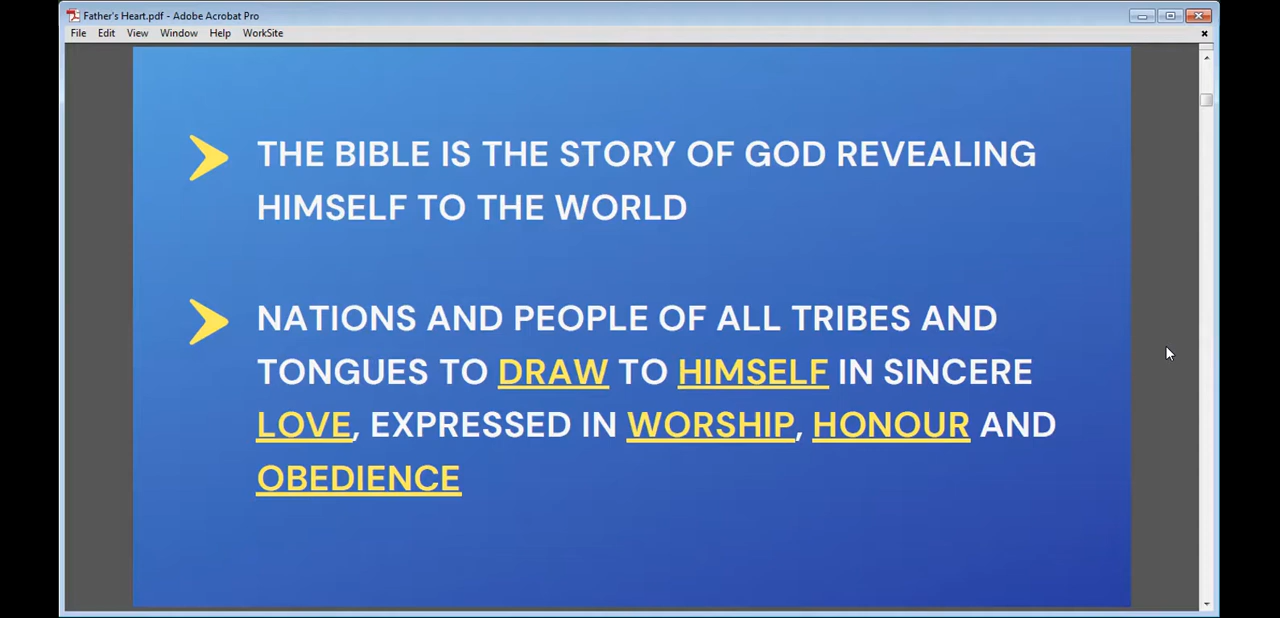 Father's Heart.pdf - Adobe Acrobat Pro
File Edit View Window Help WorkSite
THE BIBLE IS THE STORY OF GOD REVEALING
HIMSELF TO THE WORLD
NATIONS AND PEOPLE OF ALL TRIBES AND
TONGUES TO DRAW TO HIMSELF IN SINCERE
LOVE, EXPRESSED IN WORSHIP, HONOUR AND
OBEDIENCE